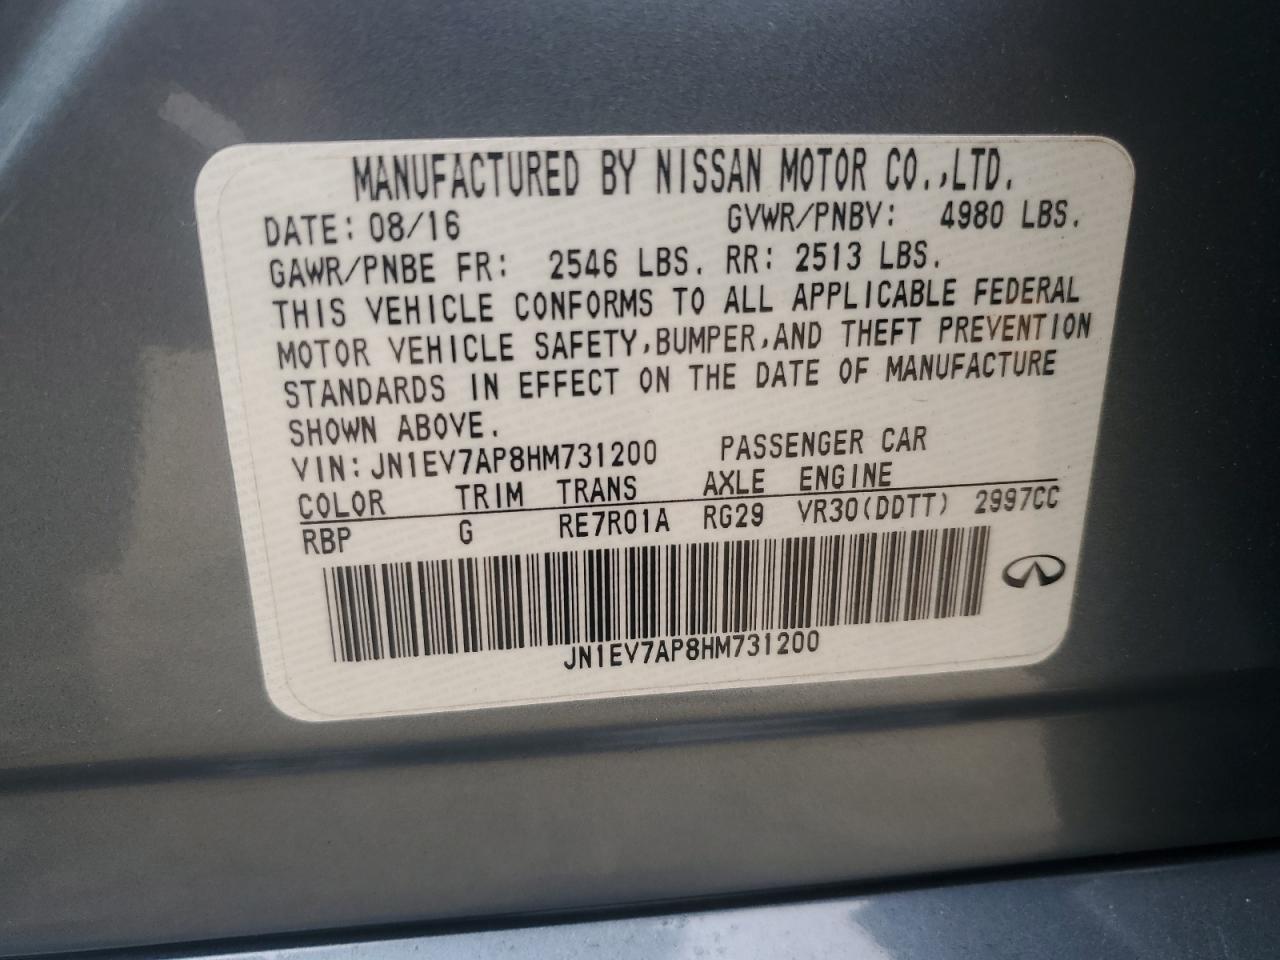 MANUFACTURED BY NISSAN MOTOR CO.,LTD.
DATE: 08/16 GVWR/PNBV: 4980 LBS.
GAWR/PNBE FR: 2546 LBS. RR: 2513 LBS.
THIS VEHICLE CONFORMS TO ALL APPLICABLE FEDERAL
MOTOR VEHICLE SAFETY,BUMPER,AND THEFT PREVENTION
STANDARDS IN EFFECT ON THE DATE OF MANUFACTURE
SHOWN ABOVE.
VIN: JN1EV7AP8HM731200 PASSENGER CAR
COLOR TRIM TRANS AXLE ENGINE
RBP G RE7R01A RG29 VR30(DDTT) 2997CC
JN1EV7AP8HM731200